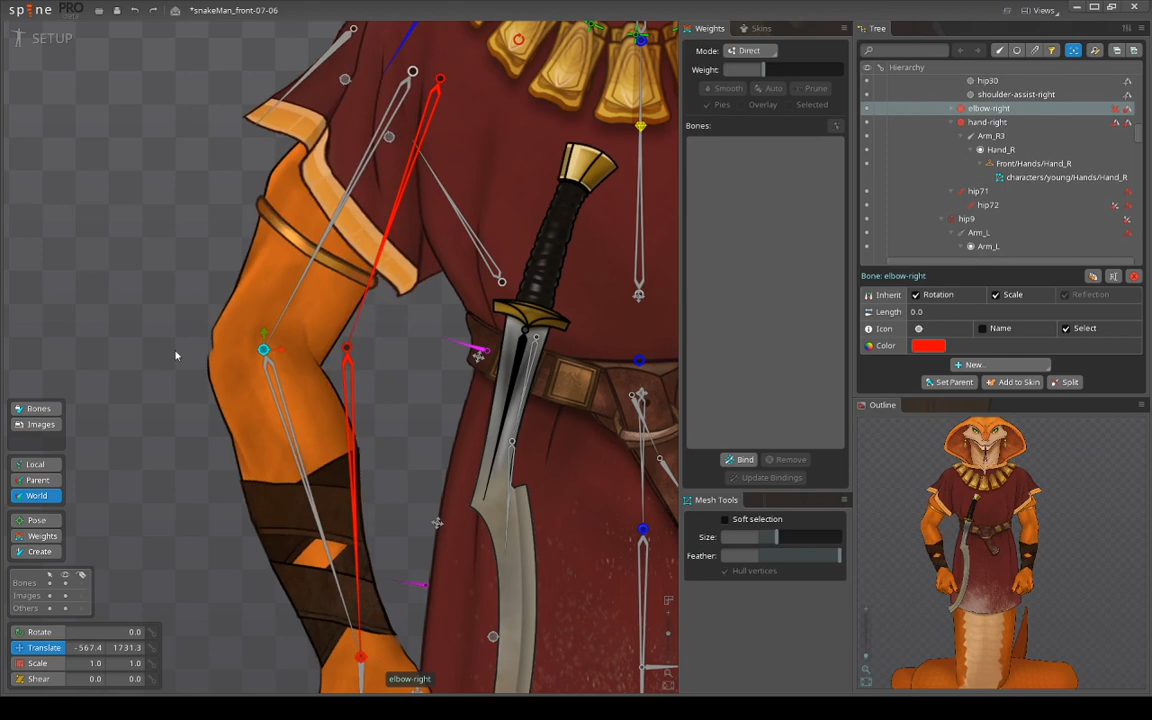 spine PRO
*snakeMan_front-07-06
Views
SETUP
Weights
Skins
Mode: Direct
Weight:
Smooth Auto Prune
Pies Overlay Selected
Bones:
Bind Remove
Update Bindings
Mesh Tools
Soft selection
Size:
Feather:
Hull vertices
Tree
Hierarchy
hip30
shoulder-assist-right
elbow-right
hand-right
Arm_R3
Hand_R
Front/Hands/Hand_R
characters/young/Hands/Hand_R
hip71
hip72
hip9
Arm_L
Arm_L
Bone: elbow-right
Inherit Rotation Scale Reflection
Length 0.0
Icon Name Select
Color
New...
Set Parent Add to Skin Split
Outline
Bones
Images
Local
Parent
World
Pose
Weights
Create
Bones
Images
Others
Rotate 0.0
Translate -567.4 1731.3
Scale 1.0 1.0
Shear 0.0 0.0
elbow-right